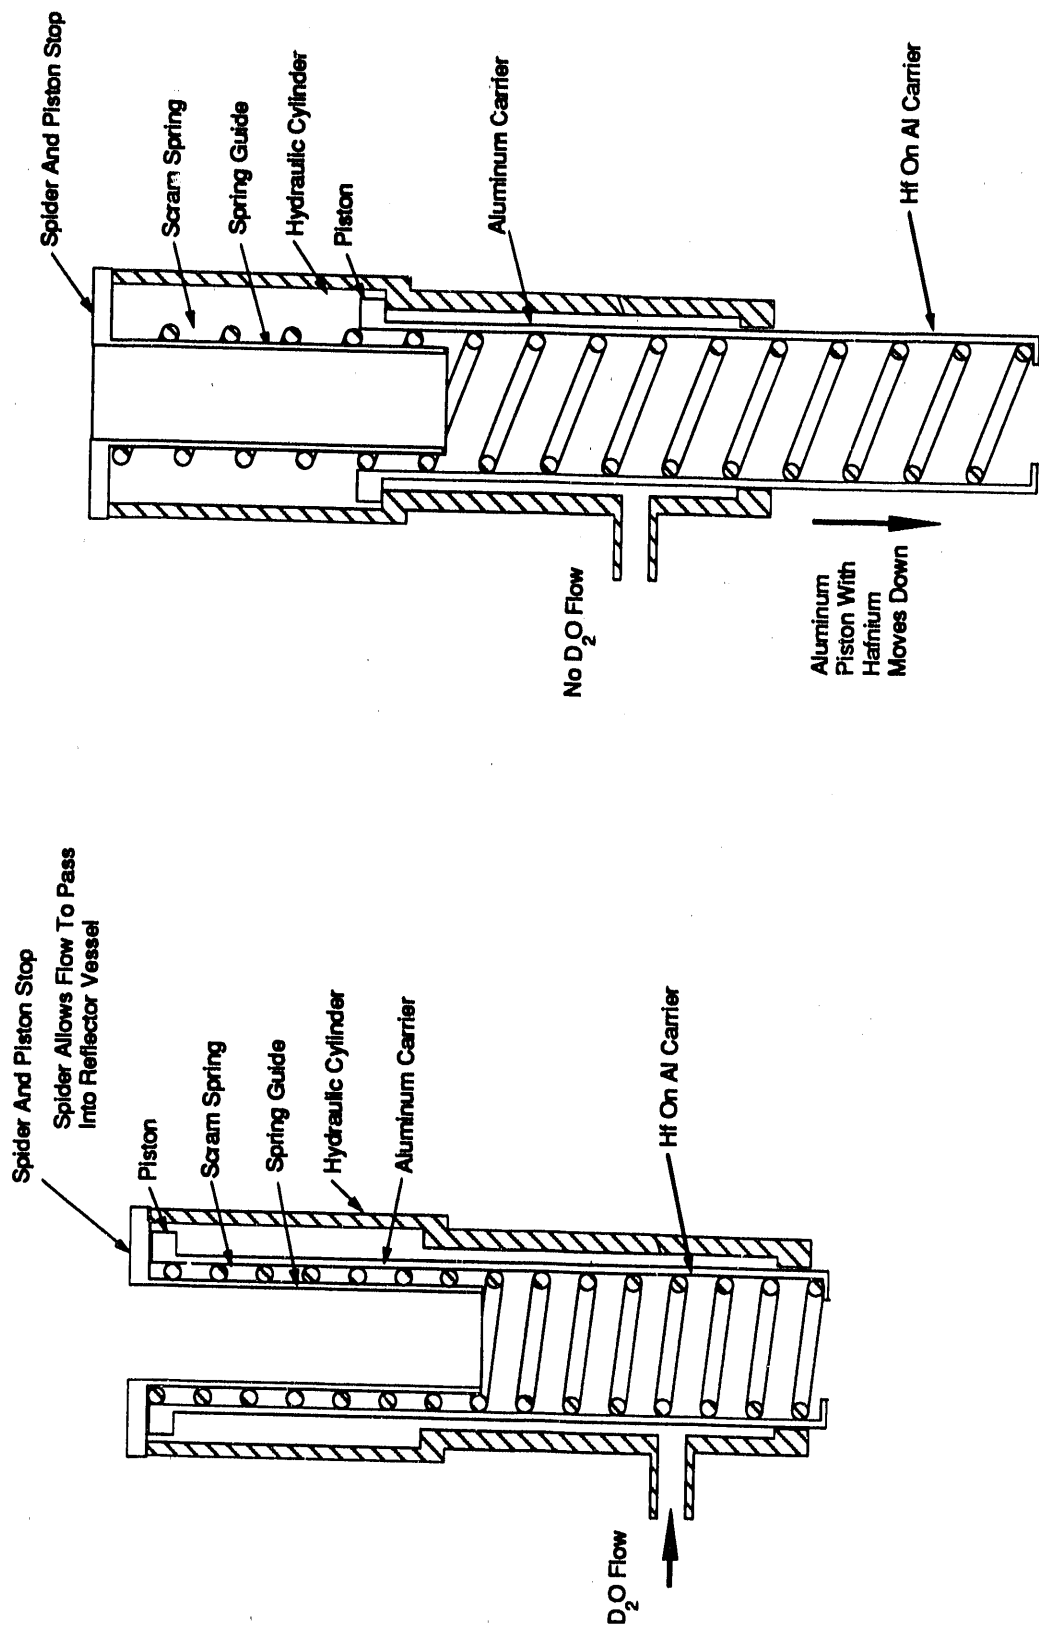 Spider And Piston Stop
Spider Allows Flow To Pass
Into Reflector Vessel
Piston
Scram Spring
Spring Guide
Hydraulic Cylinder
Aluminum Carrier
Hf On Al Carrier
D2O Flow
Spider And Piston Stop
Scram Spring
Spring Guide
Hydraulic Cylinder
Piston
Aluminum Carrier
Hf On Al Carrier
No D2O Flow
Aluminum
Piston With
Hafnium
Moves Down